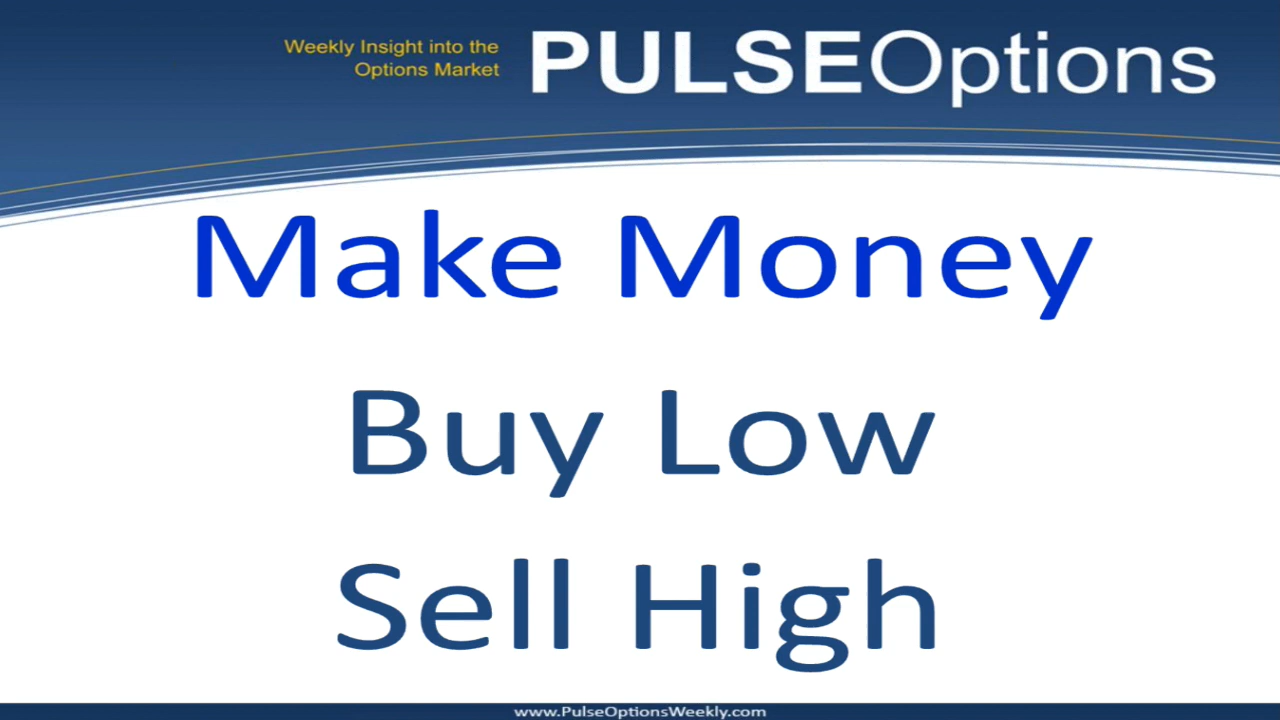 Weekly Insight into the
Options Market
PULSEOptions
Make Money
Buy Low
Sell High
www.PulseOptionsWeekly.com